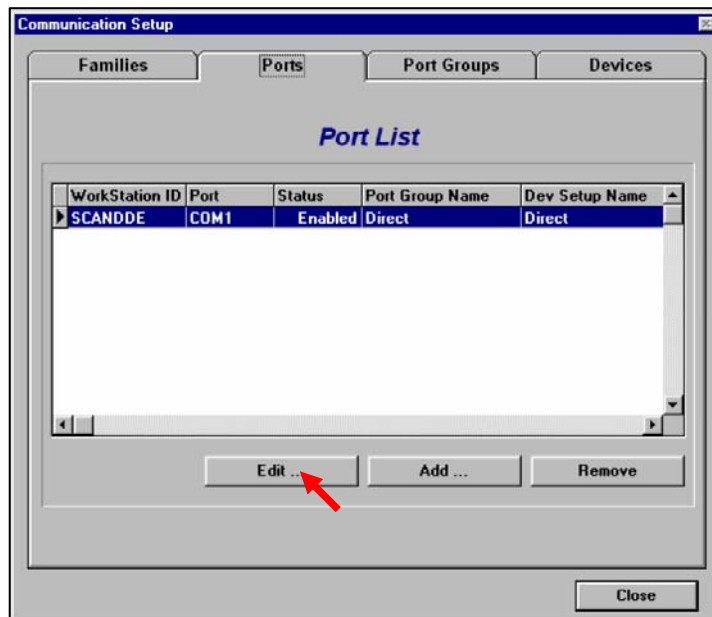 Communication Setup
Families Ports Port Groups Devices
Port List
WorkStation ID Port Status Port Group Name Dev Setup Name
SCANDDE COM1 Enabled Direct Direct
Edit ... Add ... Remove
Close